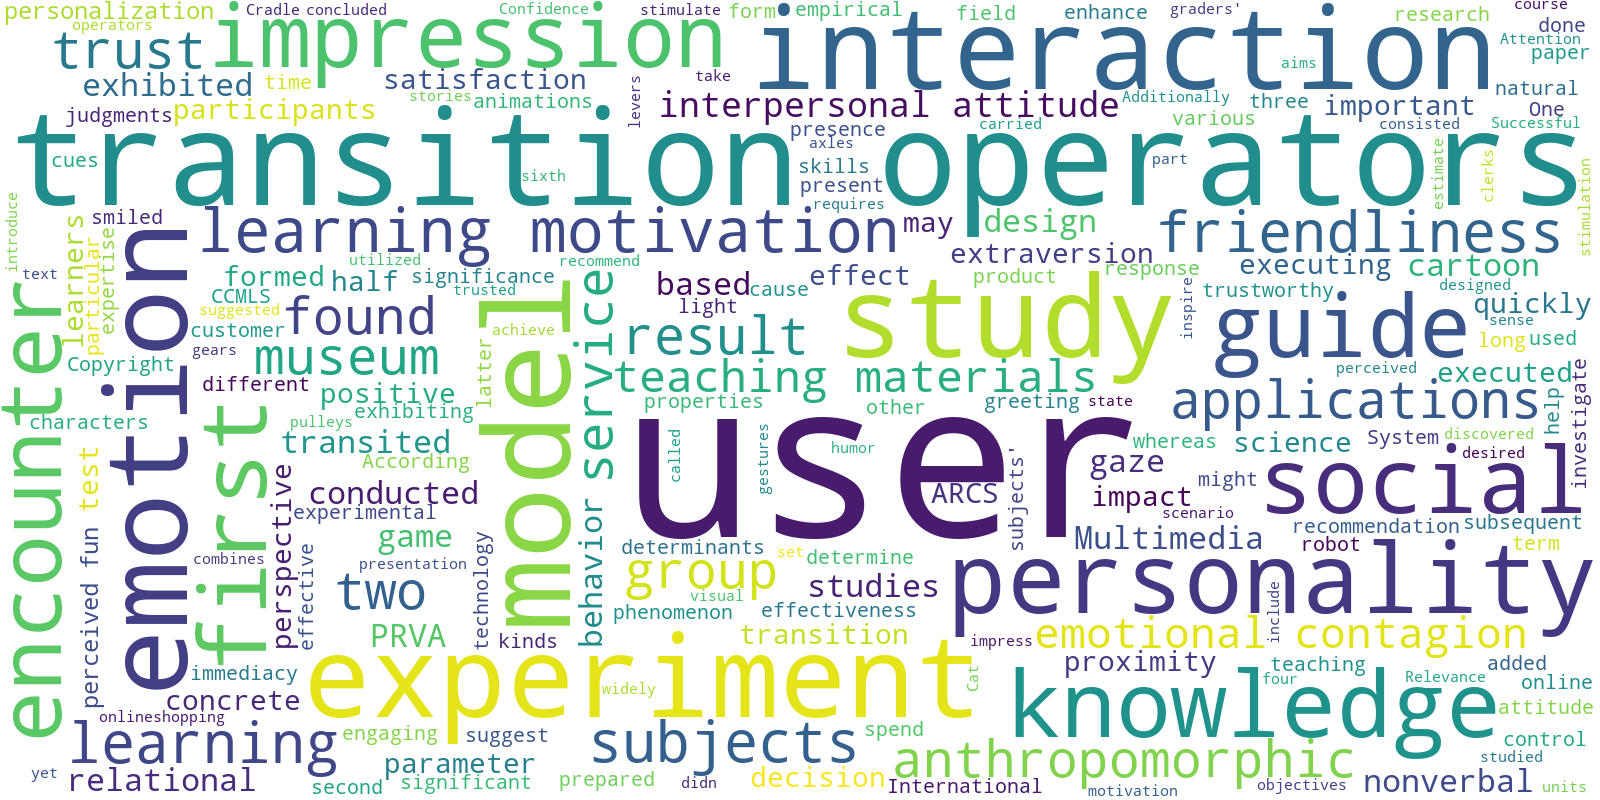 personalization
Cradle concluded
Confidence
stimulate
form
empirical
field
enhance
graders'
research
course
operators
trust
impression
interaction
done
Attention
paper
exhibited
time
satisfaction
take
aims
natural
stories
animations
levers
interpersonal attitude
Additionally
three
important
One
judgments
participants
various
transition operators
presence
carried
consisted
Successful
axles
cues
sixth
skills
part
present
requires
estimate
clerks
stimulation
introduce
learners
smiled
learning motivation
may
design
friendliness
particular
expertise
utilized
recommend
extraversion
executing
cartoon
text
formed
half
significance
based
cause
effect
product
response
designed
CCMLS
trusted
light
trustworthy
quickly
suggested
encounter
emotion
customer
found
model
achieve
behavior service
result
study
inspire
guide
sense
long
used
gears
Copyright
museum
latter
teaching materials
perceived
executed
different
positive
properties
other
greeting
state
applications
help
investigate
exhibiting
characters
first
pulleys
transited
user
whereas
science
System
discovered
According
called
gestures
humor
subjects'
gaze
desired
test
perspective
conducted
ARCS
impact
might
social
experimental
scenario
recommendation
subsequent
game
technology
determinants
set
determine
Multimedia
robot
term
perceived fun
combines
effective
presentation
group
studies
personality
two
visual
phenomenon
effectiveness
include
PRVA
kinds
transition
impress
emotional contagion
immediacy
experiment
widely
Cat
proximity
teaching
added
four
Relevance
online
concrete
knowledge
attitude
onlineshopping
learning
engaging
suggest
subjects
spend
control
anthropomorphic
studied
yet
relational
parameter
second
significant
prepared
didn
decision
International
motivation
objectives
nonverbal
units